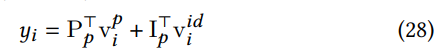 y_i = P_p^⊤ v_i^p + I_p^⊤ v_i^{id} (28)